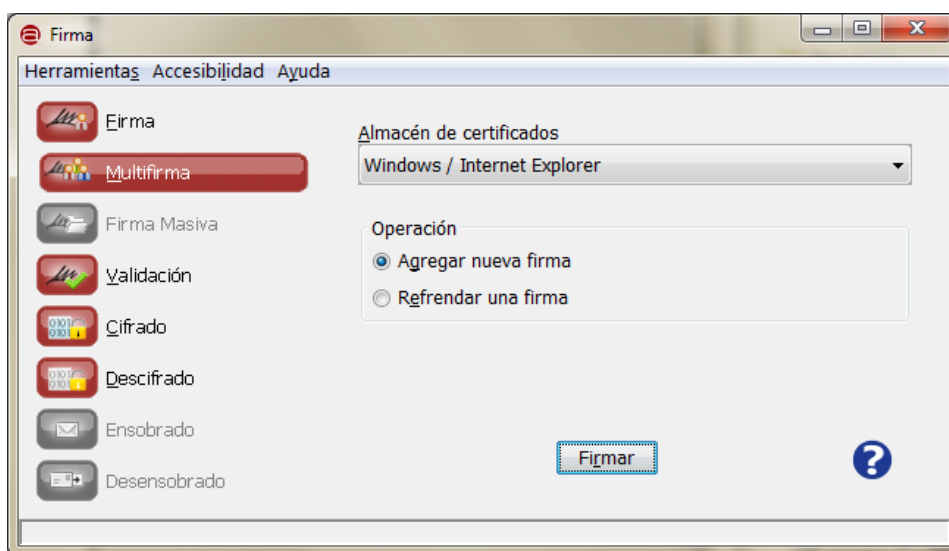 Firma
Herramientas Accesibilidad Ayuda
Firma
Multifirma
Firma Masiva
Validación
Cifrado
Descifrado
Ensobrado
Desensobrado
Almacén de certificados
Windows / Internet Explorer
Operación
Agregar nueva firma
Refrendar una firma
Firmar
?